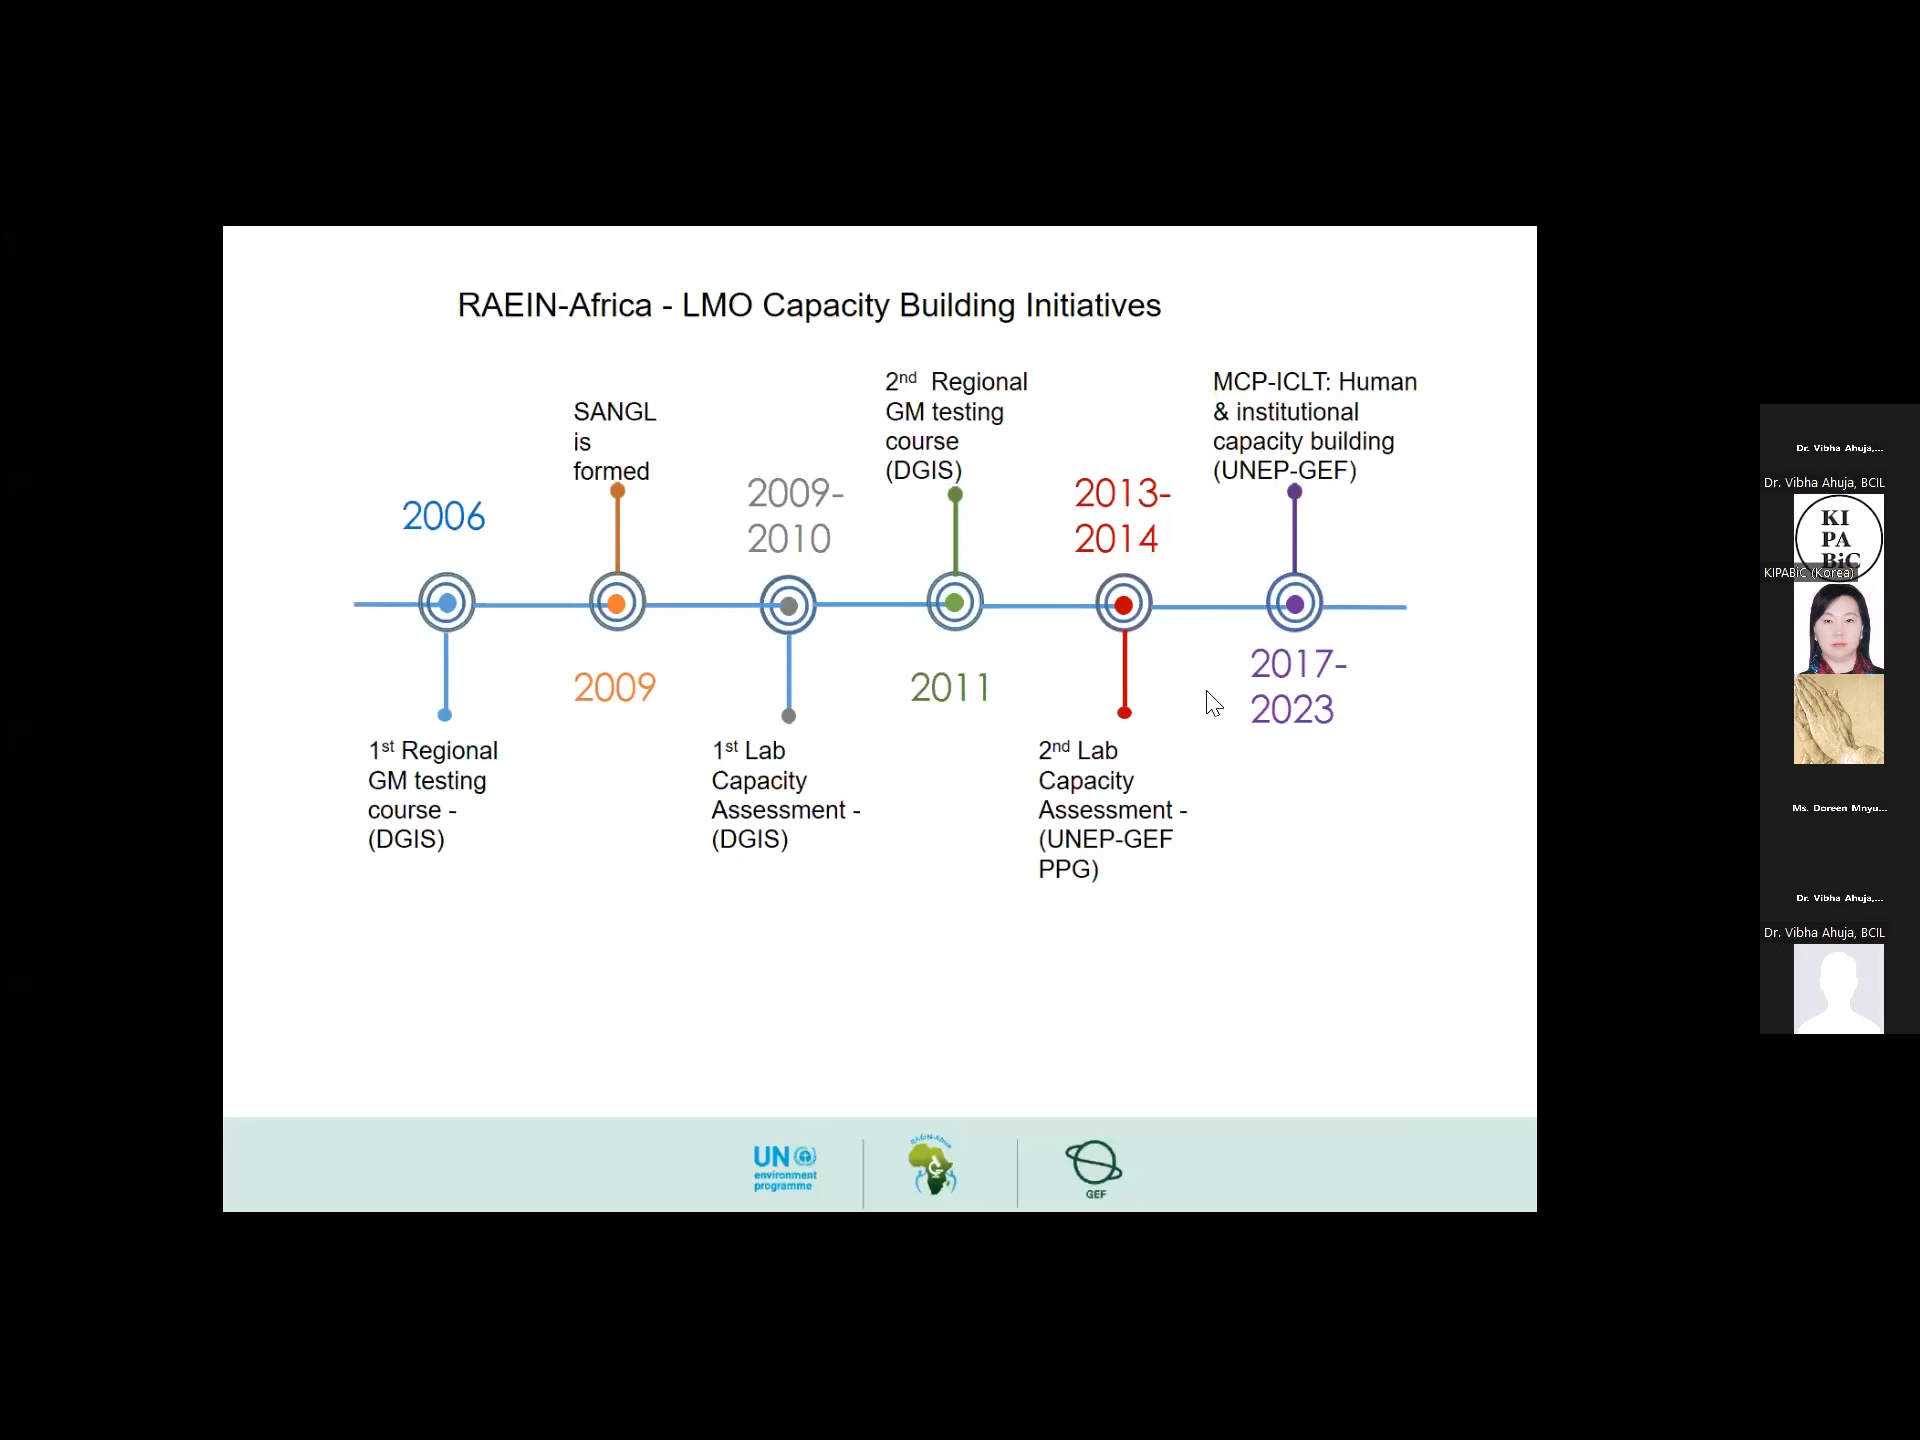 RAEIN-Africa - LMO Capacity Building Initiatives
2006
1st Regional
GM testing
course -
(DGIS)
SANGL
is
formed
2009
2009-
2010
1st Lab
Capacity
Assessment -
(DGIS)
2nd Regional
GM testing
course
(DGIS)
2011
2013-
2014
2nd Lab
Capacity
Assessment -
(UNEP-GEF
PPG)
MCP-ICLT: Human
& institutional
capacity building
(UNEP-GEF)
2017-
2023
UN
environment
programme
RAEIN-Africa
GEF
Dr. Vibha Ahuja,...
Dr. Vibha Ahuja, BCIL
KI
PA
BiC
KIPABiC (Korea)
Ms. Doreen Mnyu...
Dr. Vibha Ahuja,...
Dr. Vibha Ahuja, BCIL